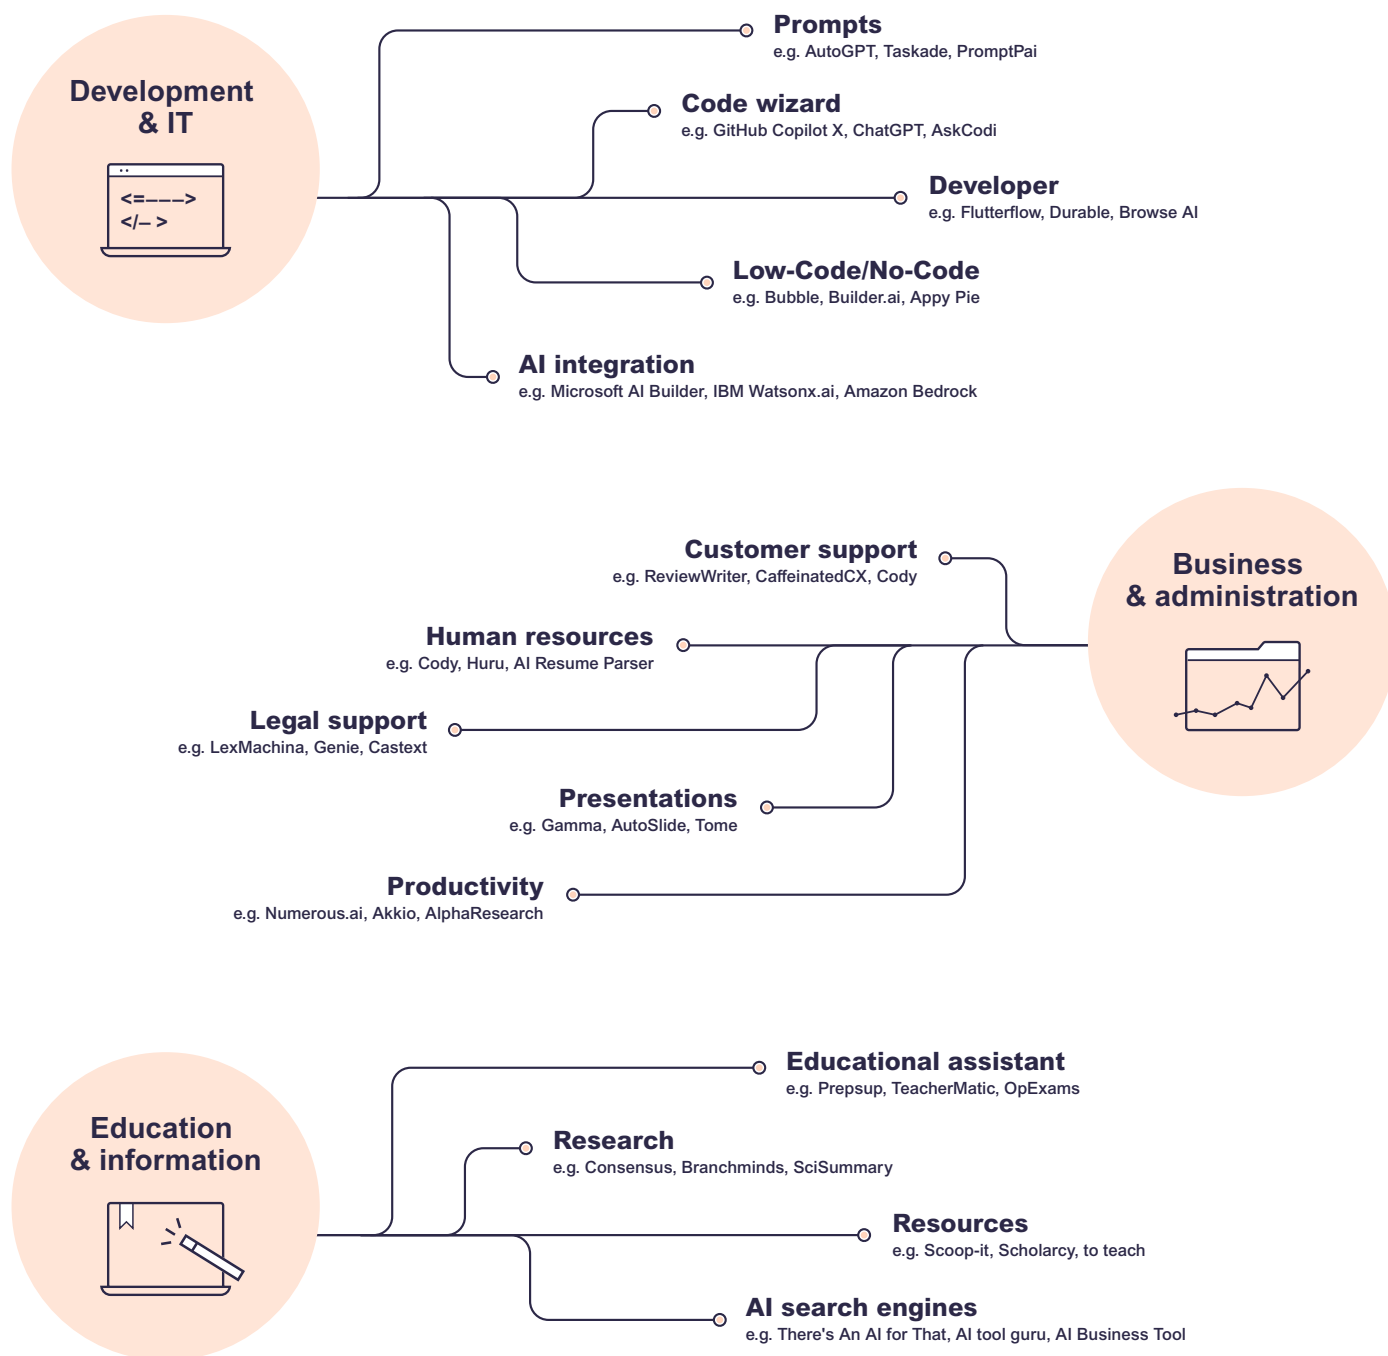 Development
& IT
<=--->
</- >
Prompts
e.g. AutoGPT, Taskade, PromptPai
Code wizard
e.g. GitHub Copilot X, ChatGPT, AskCodi
Developer
e.g. Flutterflow, Durable, Browse AI
Low-Code/No-Code
e.g. Bubble, Builder.ai, Appy Pie
AI integration
e.g. Microsoft AI Builder, IBM Watsonx.ai, Amazon Bedrock
Business
& administration
Customer support
e.g. ReviewWriter, CaffeinatedCX, Cody
Human resources
e.g. Cody, Huru, AI Resume Parser
Legal support
e.g. LexMachina, Genie, Castext
Presentations
e.g. Gamma, AutoSlide, Tome
Productivity
e.g. Numerous.ai, Akkio, AlphaResearch
Education
& information
Educational assistant
e.g. Prepsup, TeacherMatic, OpExams
Research
e.g. Consensus, Branchminds, SciSummary
Resources
e.g. Scoop-it, Scholarcy, to teach
AI search engines
e.g. There's An AI for That, AI tool guru, AI Business Tool